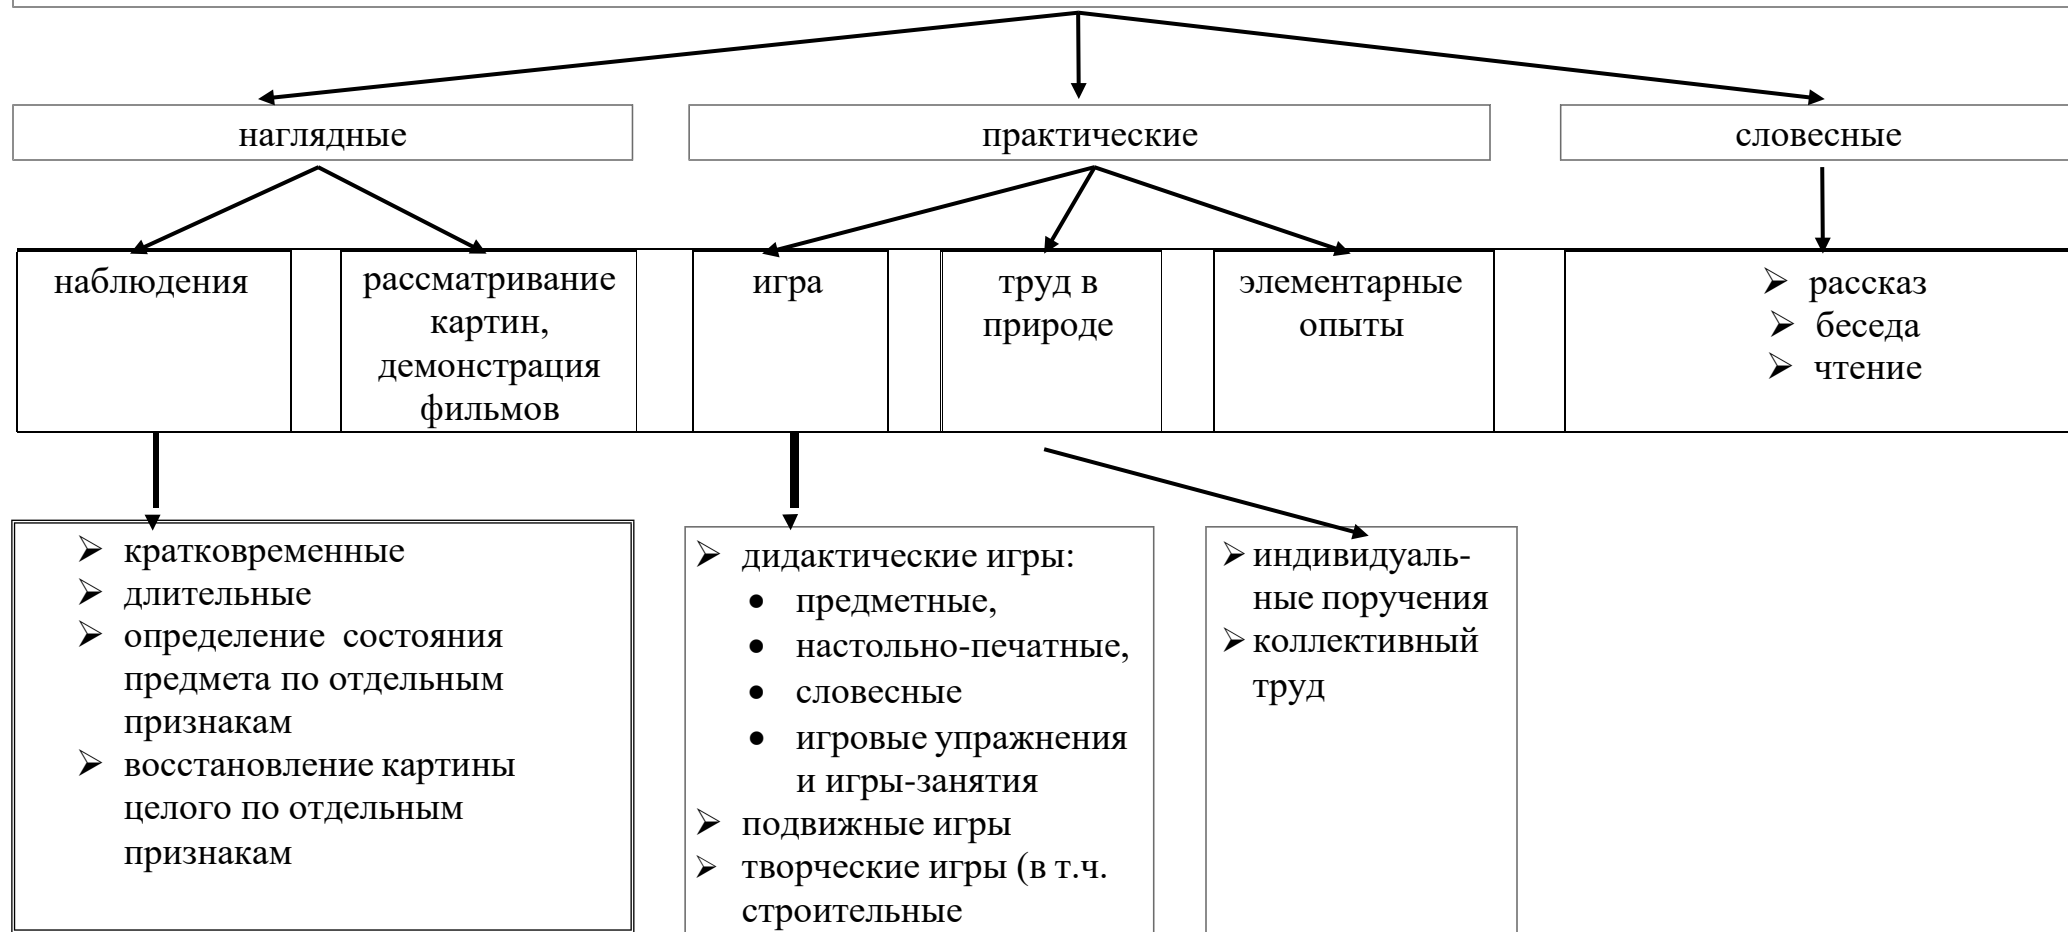 наглядные
практические
словесные
наблюдения
рассматривание
картин,
демонстрация
фильмов
игра
труд в
природе
элементарные
опыты
➢ рассказ
➢ беседа
➢ чтение
➢ кратковременные
➢ длительные
➢ определение состояния
предмета по отдельным
признакам
➢ восстановление картины
целого по отдельным
признакам
➢ дидактические игры:
• предметные,
• настольно-печатные,
• словесные
• игровые упражнения
и игры-занятия
➢ подвижные игры
➢ творческие игры (в т.ч.
строительные
➢ индивидуаль-
ные поручения
➢ коллективный
труд